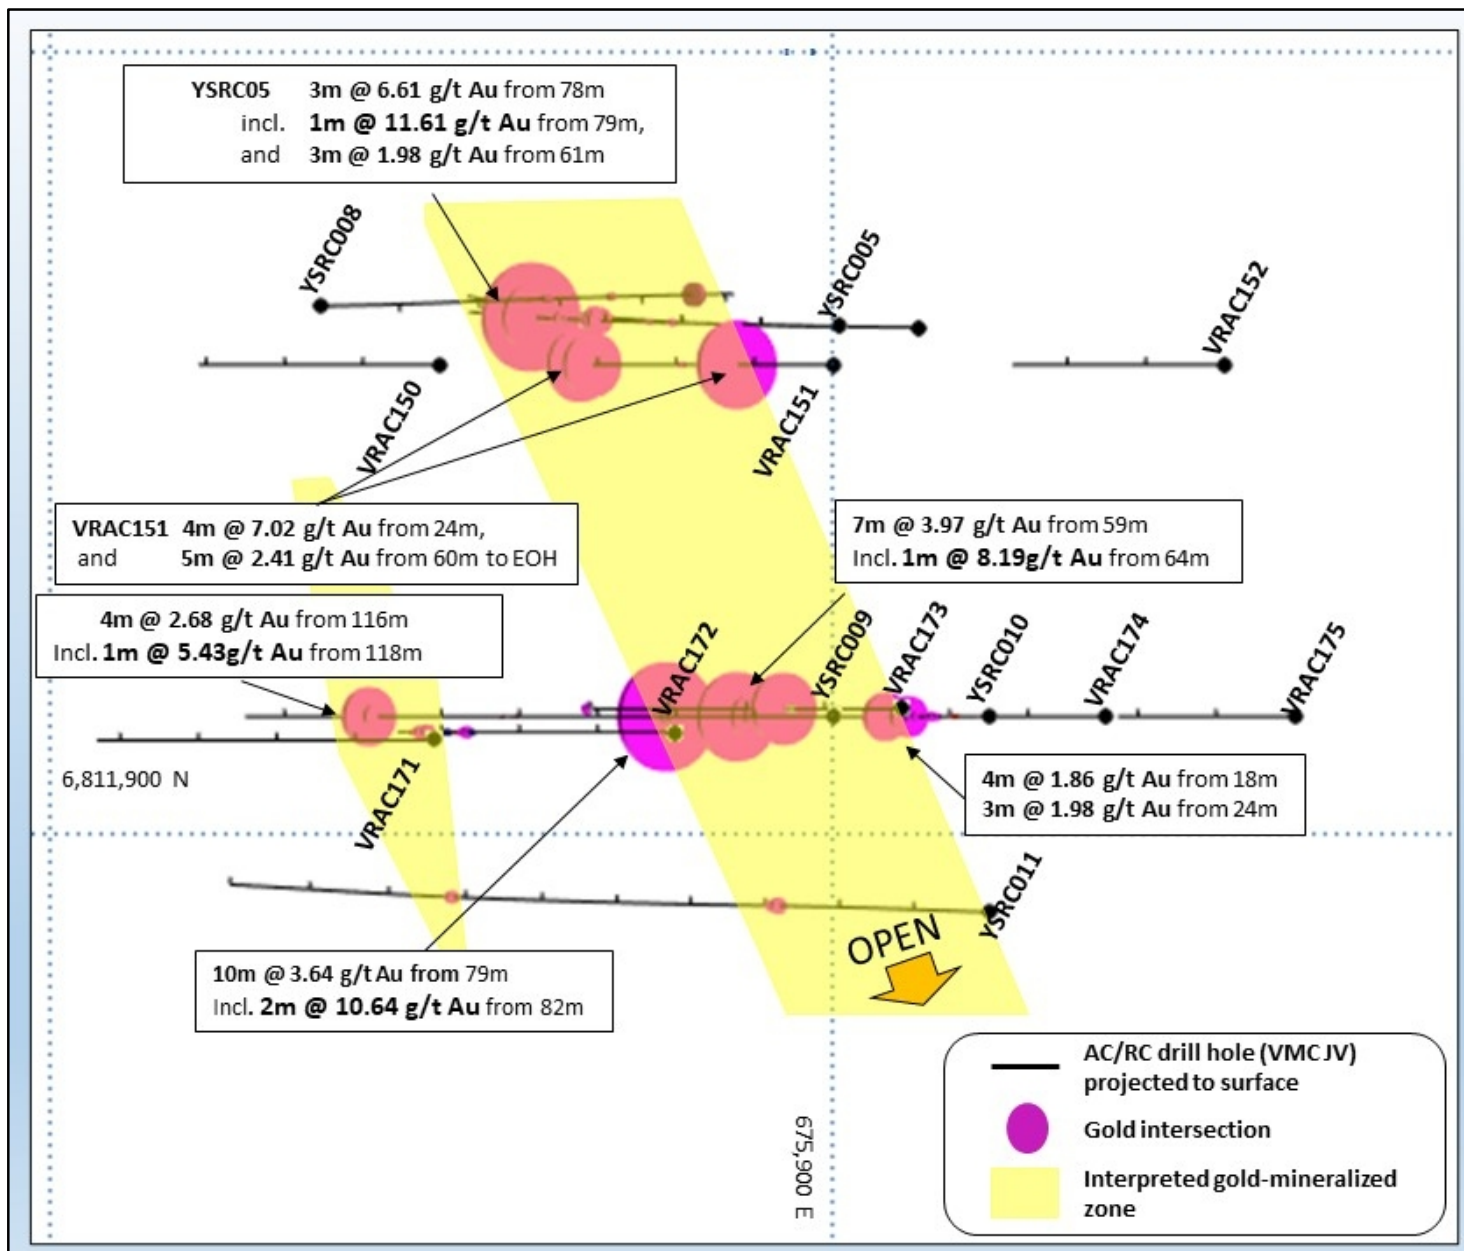 YSRC05 3m @ 6.61 g/t Au from 78m
incl. 1m @ 11.61 g/t Au from 79m,
and 3m @ 1.98 g/t Au from 61m
YSRC008
YSRC005
VRAC152
VRAC150
VRAC151
VRAC151 4m @ 7.02 g/t Au from 24m,
and 5m @ 2.41 g/t Au from 60m to EOH
7m @ 3.97 g/t Au from 59m
Incl. 1m @ 8.19g/t Au from 64m
4m @ 2.68 g/t Au from 116m
Incl. 1m @ 5.43g/t Au from 118m
VRAC172
YSRC009
VRAC173
YSRC010
VRAC174
VRAC175
6,811,900 N
VRAC171
4m @ 1.86 g/t Au from 18m
3m @ 1.98 g/t Au from 24m
YSRC011
OPEN
10m @ 3.64 g/t Au from 79m
Incl. 2m @ 10.64 g/t Au from 82m
675,900 E
AC/RC drill hole (VMC JV)
projected to surface
Gold intersection
Interpreted gold-mineralized
zone